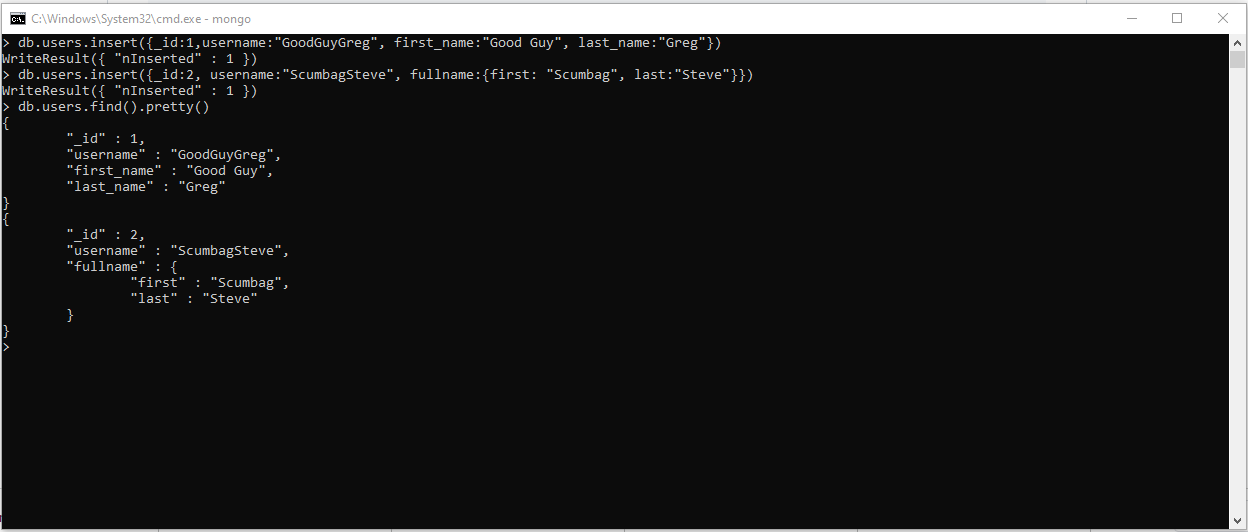 C:\Windows\System32\cmd.exe - mongo
> db.users.insert({_id:1,username:"GoodGuyGreg", first_name:"Good Guy", last_name:"Greg"})
WriteResult({ "nInserted" : 1 })
> db.users.insert({_id:2, username:"ScumbagSteve", fullname:{first: "Scumbag", last:"Steve"}})
WriteResult({ "nInserted" : 1 })
> db.users.find().pretty()
{
        "_id" : 1,
        "username" : "GoodGuyGreg",
        "first_name" : "Good Guy",
        "last_name" : "Greg"
}
{
        "_id" : 2,
        "username" : "ScumbagSteve",
        "fullname" : {
                "first" : "Scumbag",
                "last" : "Steve"
        }
}
>